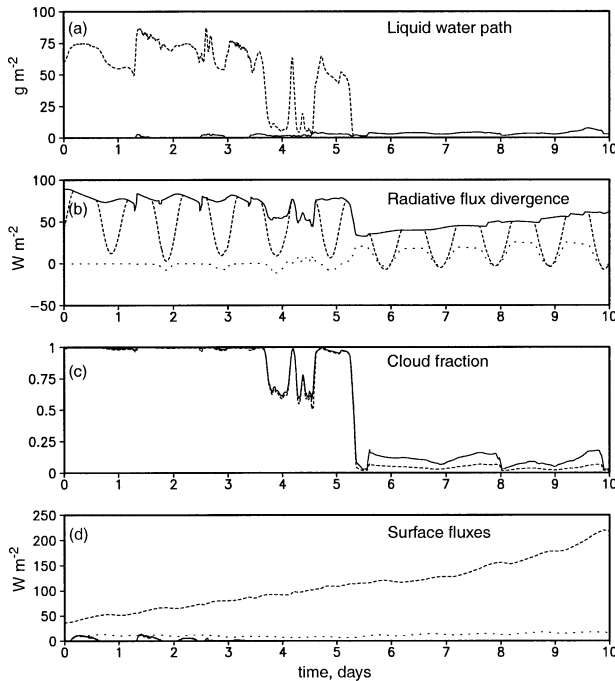 (a)
Liquid water path
g m-2
100
75
50
25
0
0 1 2 3 4 5 6 7 8 9 10
(b)
Radiative flux divergence
W m-2
100
50
0
−50
0 1 2 3 4 5 6 7 8 9 10
(c)
Cloud fraction
1
0.75
0.5
0.25
0
0 1 2 3 4 5 6 7 8 9 10
(d)
Surface fluxes
W m-2
250
200
150
100
50
0
0 1 2 3 4 5 6 7 8 9 10
time, days